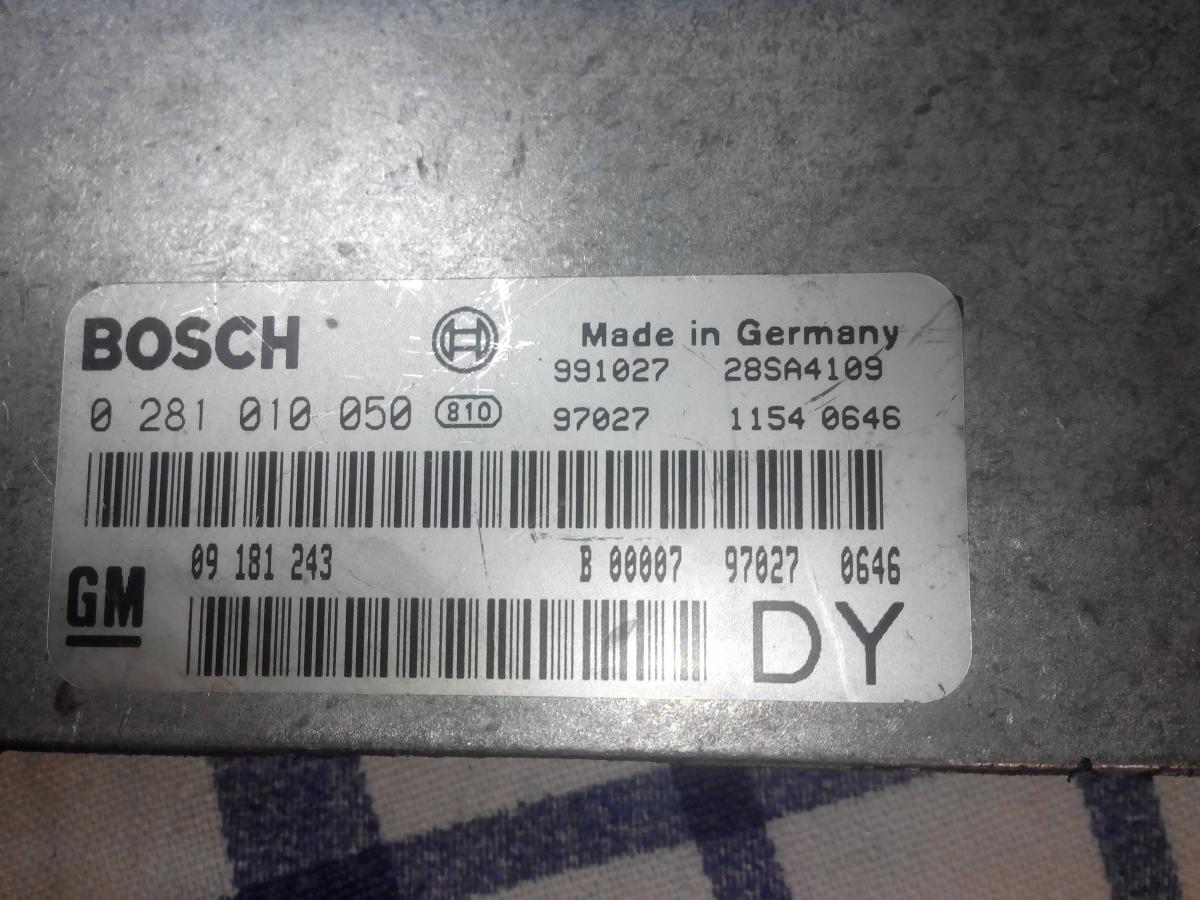 BOSCH
Made in Germany
991027 28SA4109
0 281 010 050 810 97027 1154 0646
09 181 243 B 00007 97027 0646
GM
DY